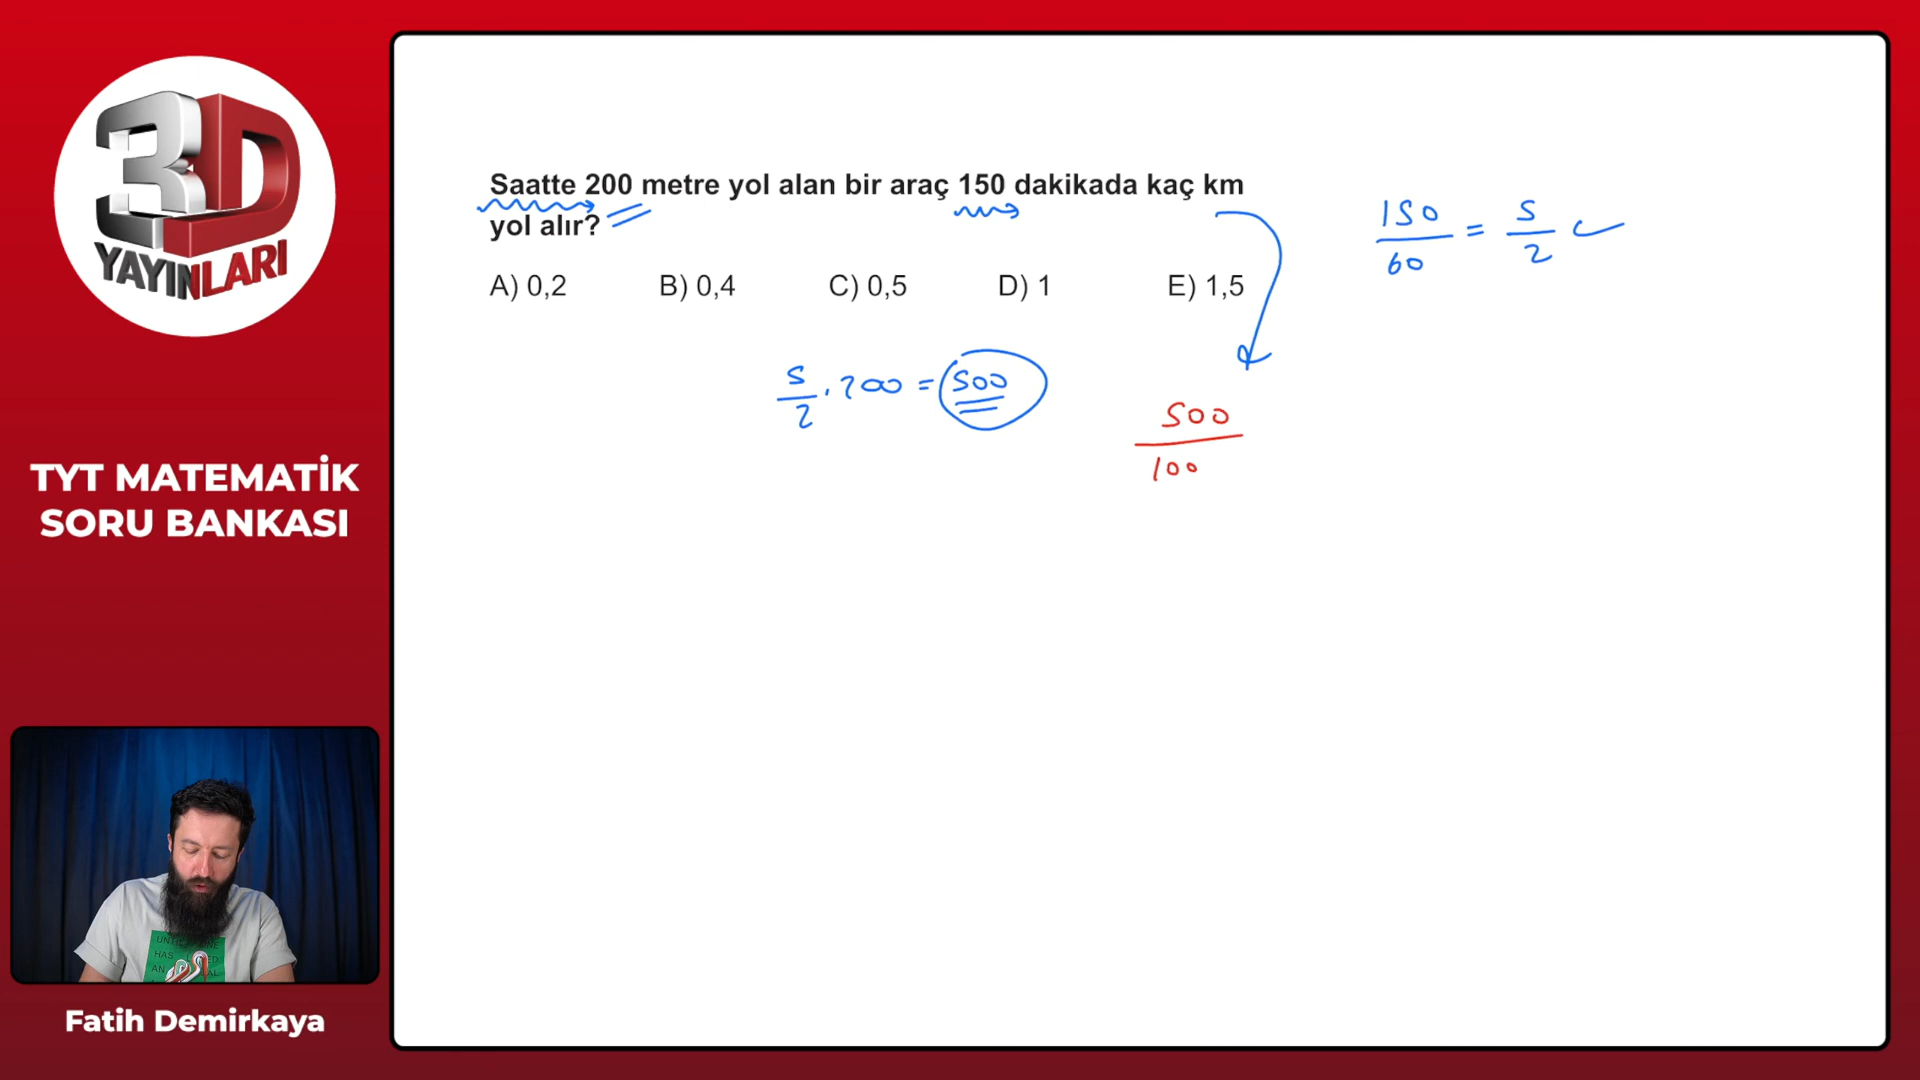 3D
YAYINLARI
TYT MATEMATİK
SORU BANKASI
Fatih Demirkaya
Saatte 200 metre yol alan bir araç 150 dakikada kaç km
yol alır?
A) 0,2 B) 0,4 C) 0,5 D) 1 E) 1,5
150/60 = 5/2
5/2 . 200 = 500
500/100
HAS
AN